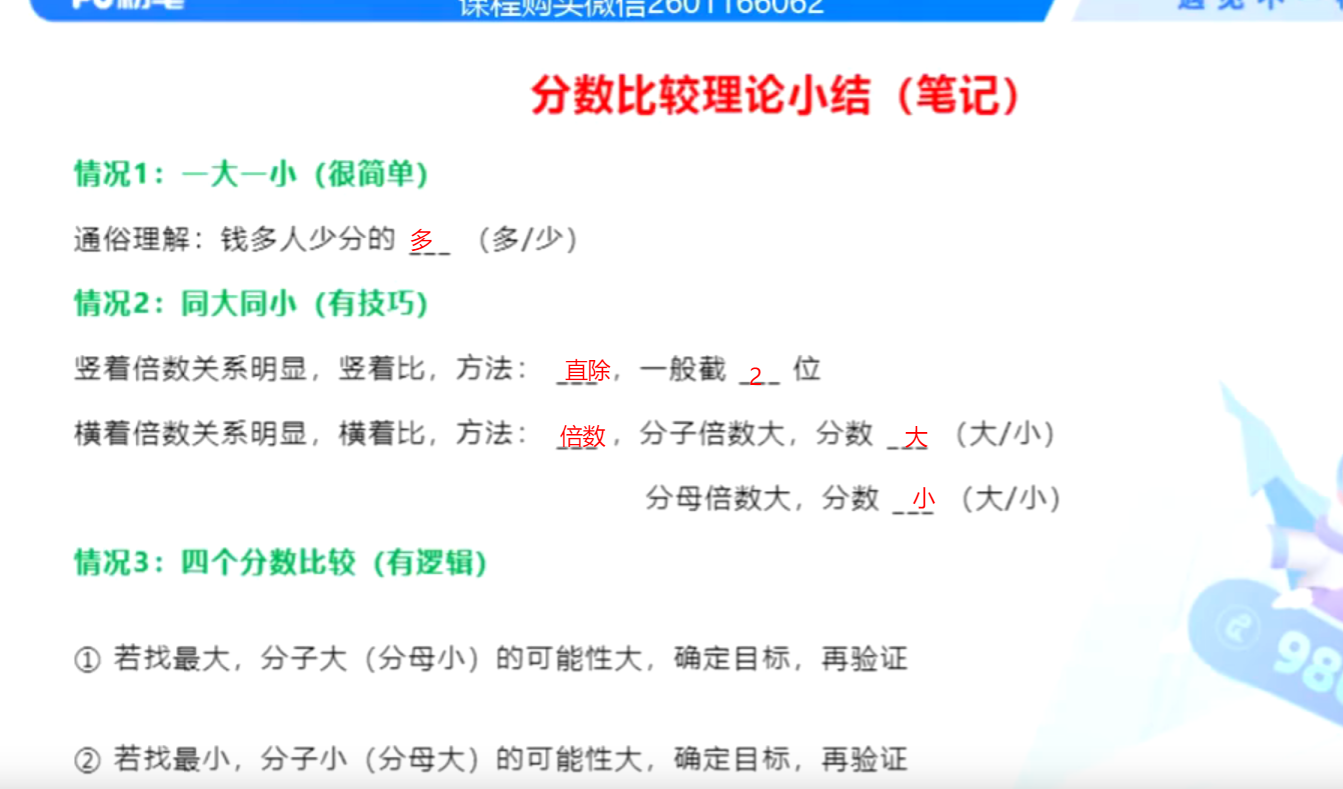 课程购买微信2601166062
分数比较理论小结（笔记）
情况1：一大一小（很简单）
通俗理解：钱多人少分的 多 （多/少）
情况2：同大同小（有技巧）
竖着倍数关系明显，竖着比，方法： 直除，一般截 2 位
横着倍数关系明显，横着比，方法： 倍数，分子倍数大，分数 大 （大/小）
分母倍数大，分数 小 （大/小）
情况3：四个分数比较（有逻辑）
① 若找最大，分子大（分母小）的可能性大，确定目标，再验证
② 若找最小，分子小（分母大）的可能性大，确定目标，再验证
980